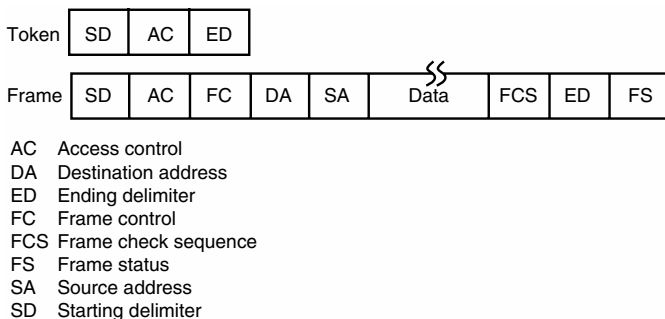 Token SD AC ED
Frame SD AC FC DA SA Data FCS ED FS
AC Access control
DA Destination address
ED Ending delimiter
FC Frame control
FCS Frame check sequence
FS Frame status
SA Source address
SD Starting delimiter